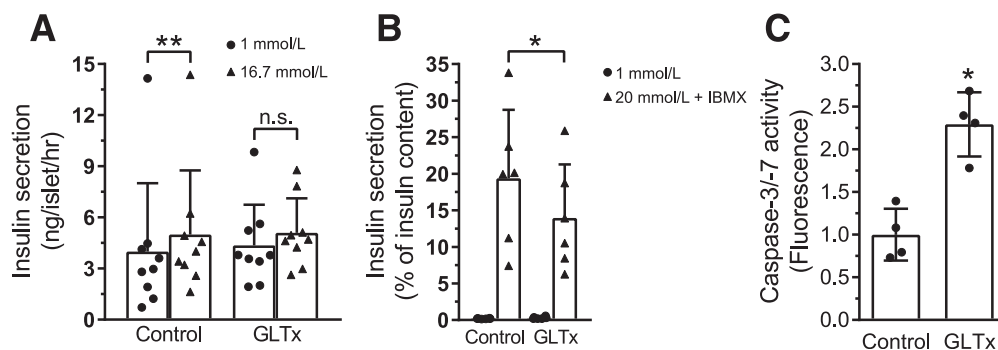 A
Insulin secretion
(ng/islet/hr)
15
12
9
6
3
0
**
n.s.
1 mmol/L
16.7 mmol/L
Control
GLTx
B
Insulin secretion
(% of insuln content)
35
30
25
20
15
10
5
0
*
1 mmol/L
20 mmol/L + IBMX
Control
GLTx
C
Caspase-3/-7 activity
(Fluorescence)
3.0
2.5
2.0
1.5
1.0
0.5
0.0
*
Control
GLTx